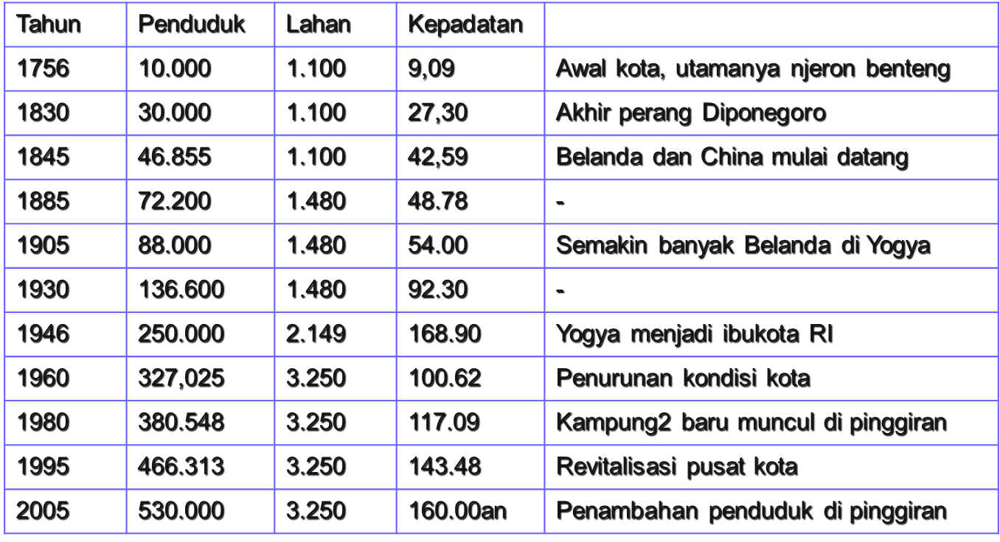 Tahun Penduduk Lahan Kepadatan
1756 10.000 1.100 9,09 Awal kota, utamanya njeron benteng
1830 30.000 1.100 27,30 Akhir perang Diponegoro
1845 46.855 1.100 42,59 Belanda dan China mulai datang
1885 72.200 1.480 48.78 -
1905 88.000 1.480 54.00 Semakin banyak Belanda di Yogya
1930 136.600 1.480 92.30 -
1946 250.000 2.149 168.90 Yogya menjadi ibukota RI
1960 327,025 3.250 100.62 Penurunan kondisi kota
1980 380.548 3.250 117.09 Kampung2 baru muncul di pinggiran
1995 466.313 3.250 143.48 Revitalisasi pusat kota
2005 530.000 3.250 160.00an Penambahan penduduk di pinggiran